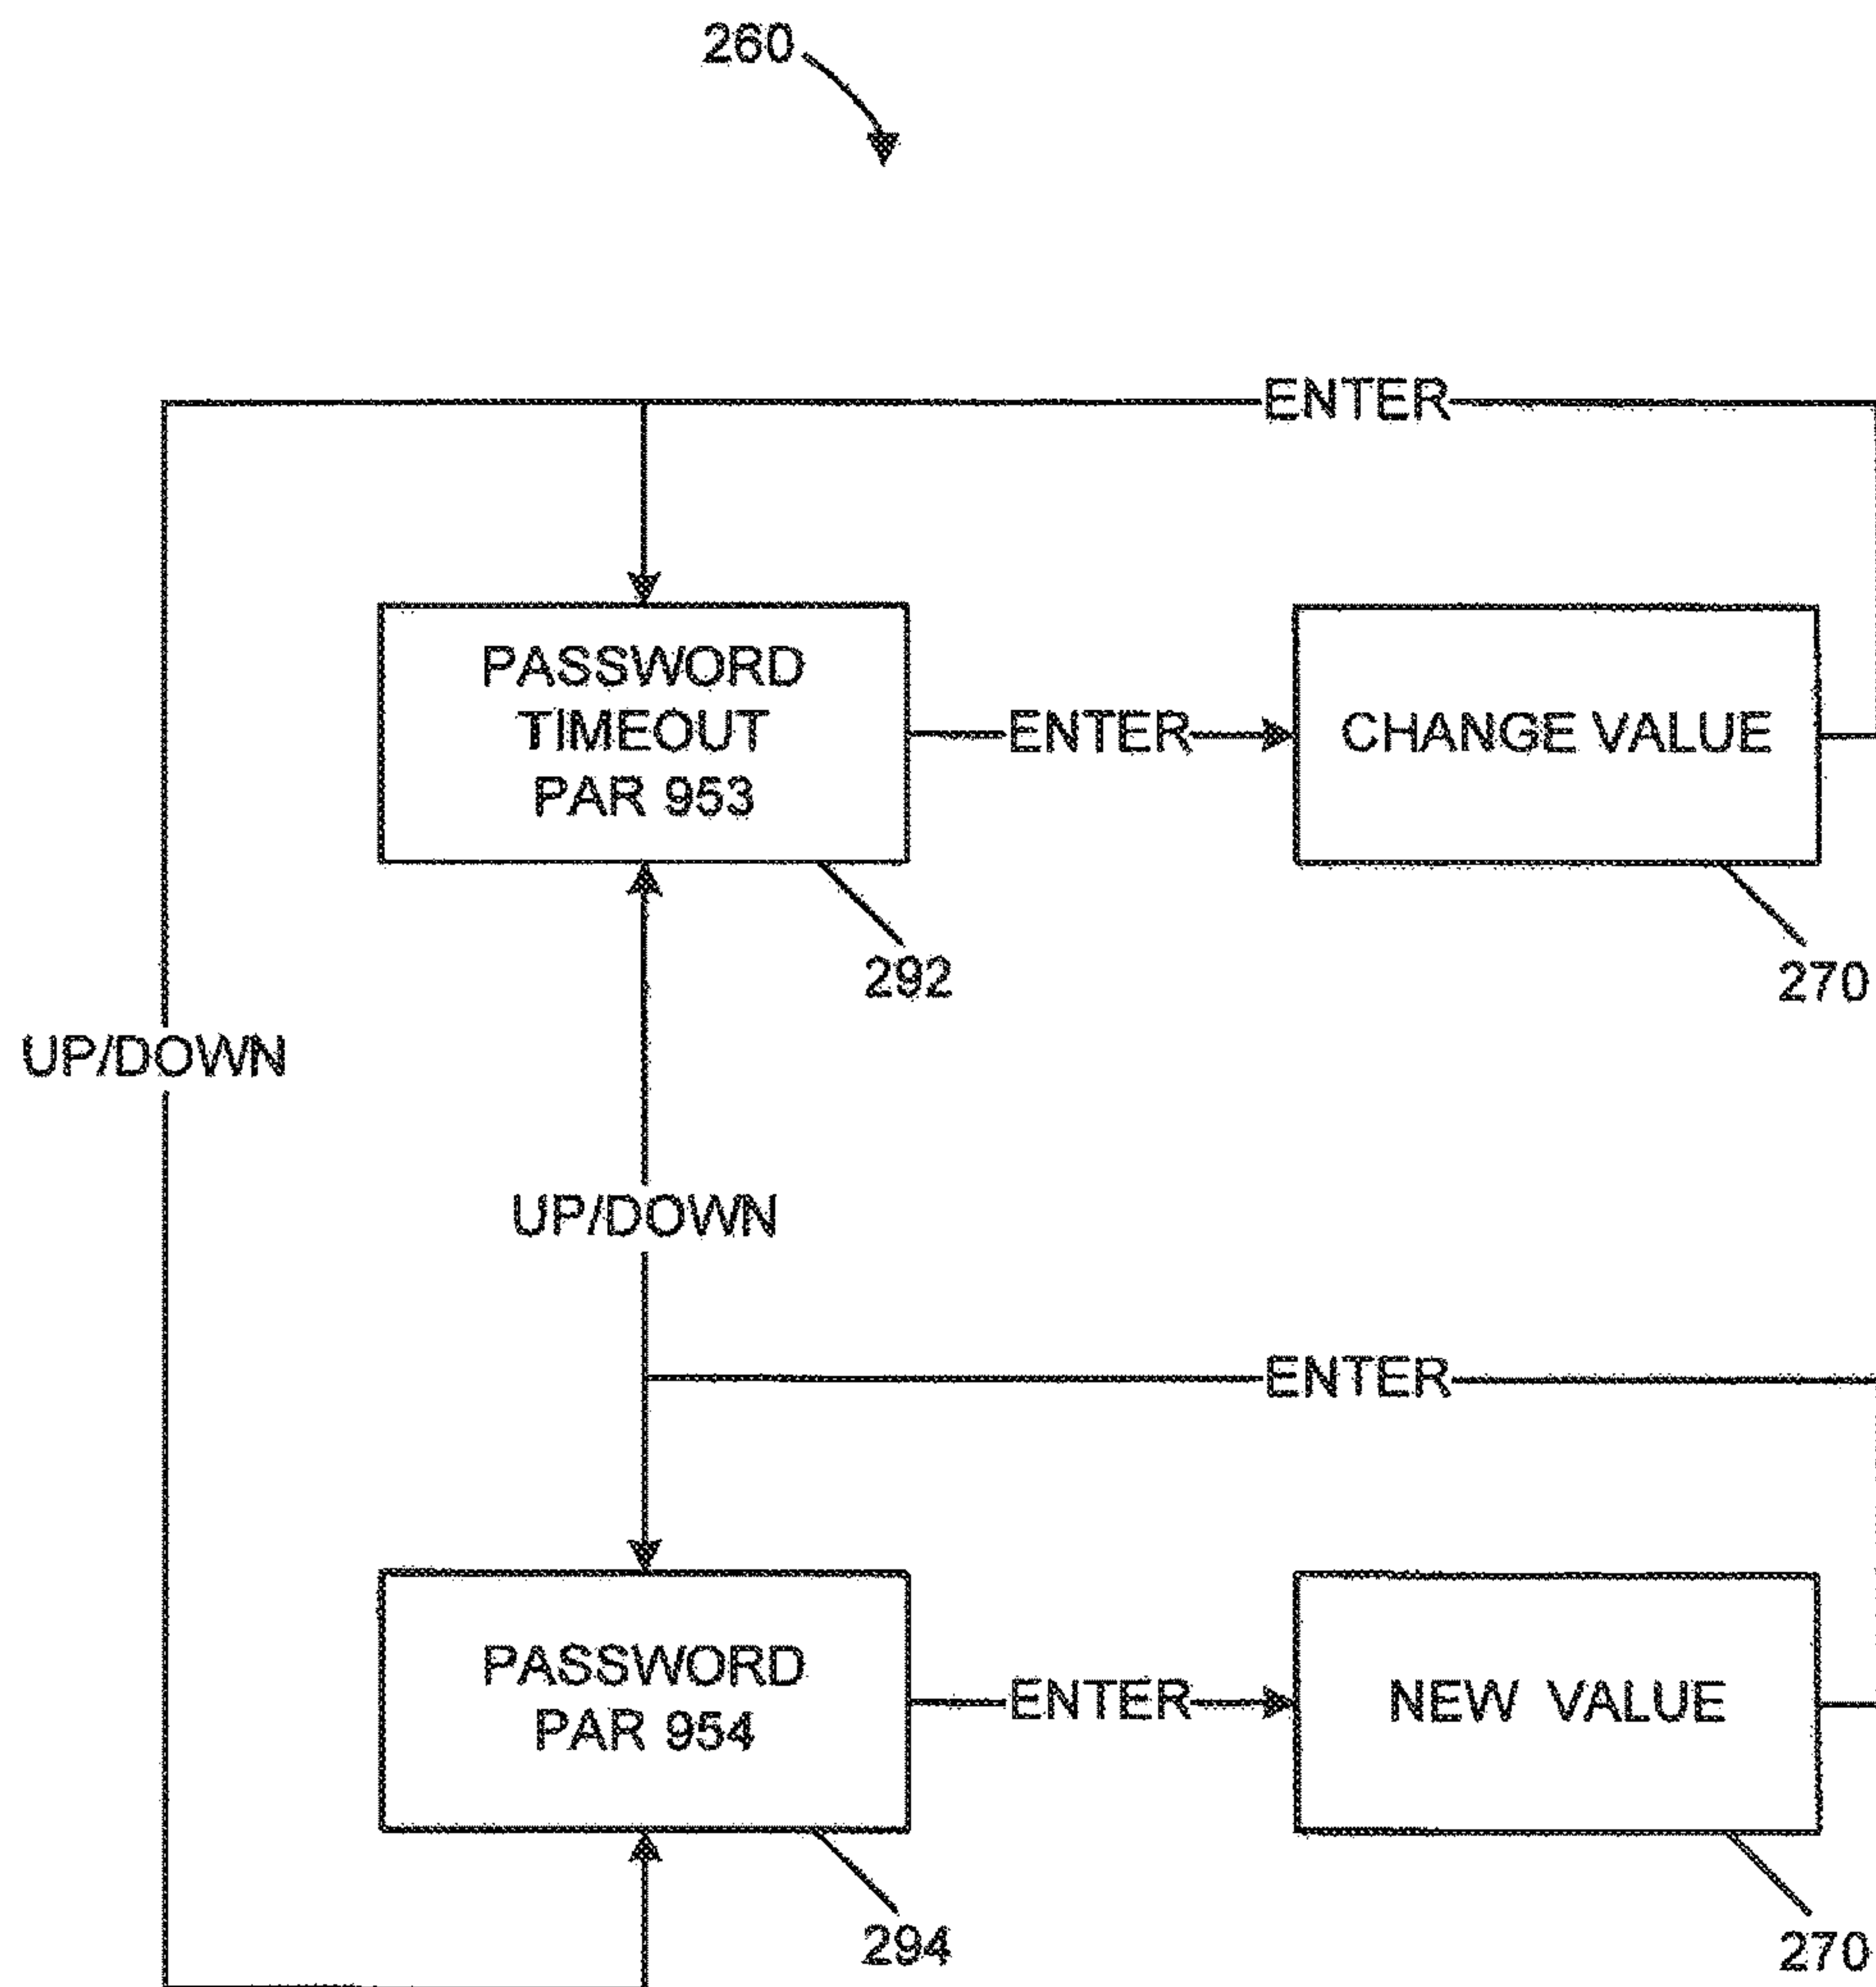 260
ENTER
PASSWORD
TIMEOUT
PAR 953
ENTER
CHANGE VALUE
292
270
UP/DOWN
UP/DOWN
ENTER
PASSWORD
PAR 954
ENTER
NEW VALUE
294
270